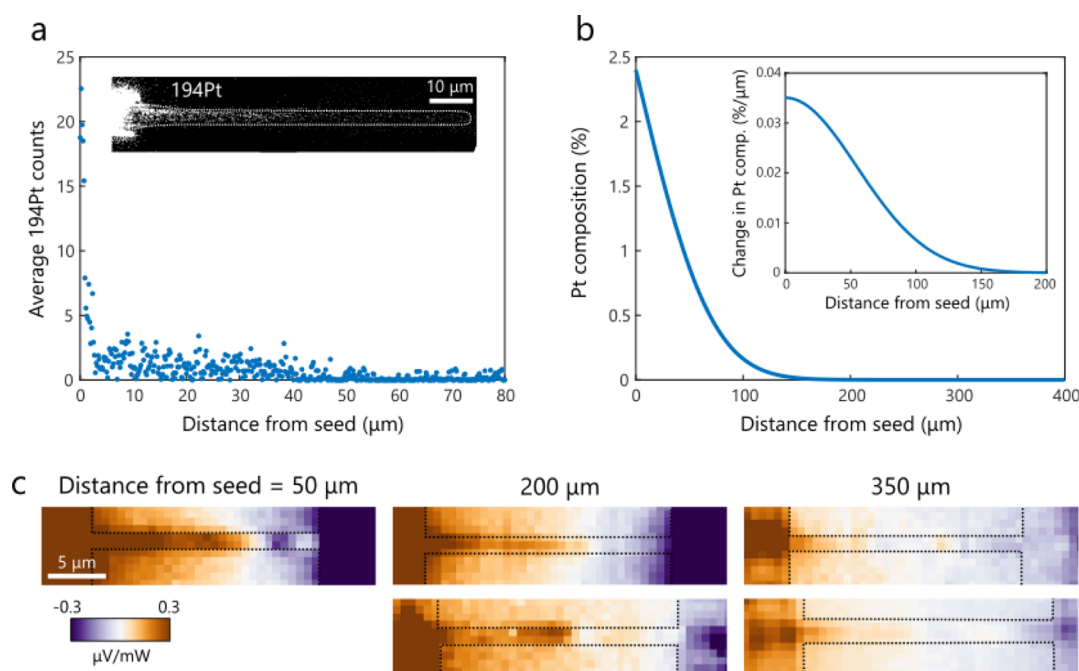 a
25
20
15
10
5
0
Average 194Pt counts
194Pt
10 µm
0 10 20 30 40 50 60 70 80
Distance from seed (µm)
b
2.5
2
1.5
1
0.5
0
Pt composition (%)
0.04
0.03
0.02
0.01
0
Change in Pt comp. (%/µm)
0 50 100 150 200
Distance from seed (µm)
0 100 200 300 400
Distance from seed (µm)
c
Distance from seed = 50 µm
200 µm
350 µm
5 µm
-0.3 0.3
µV/mW